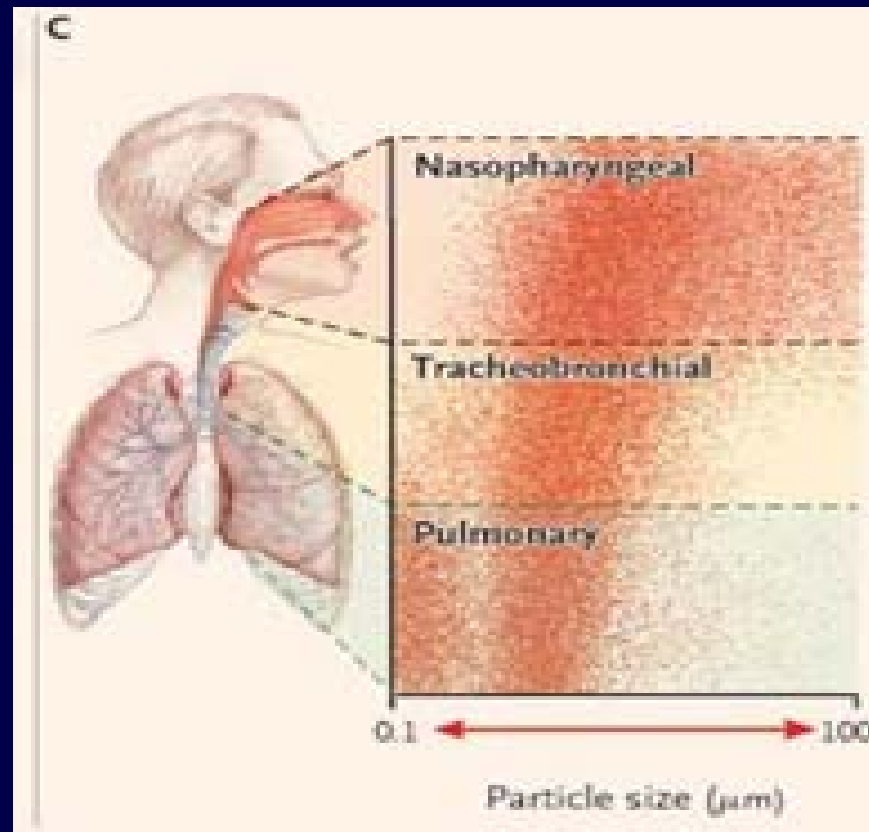 C
Nasopharyngeal
Tracheobronchial
Pulmonary
0.1
100
Particle size (μm)